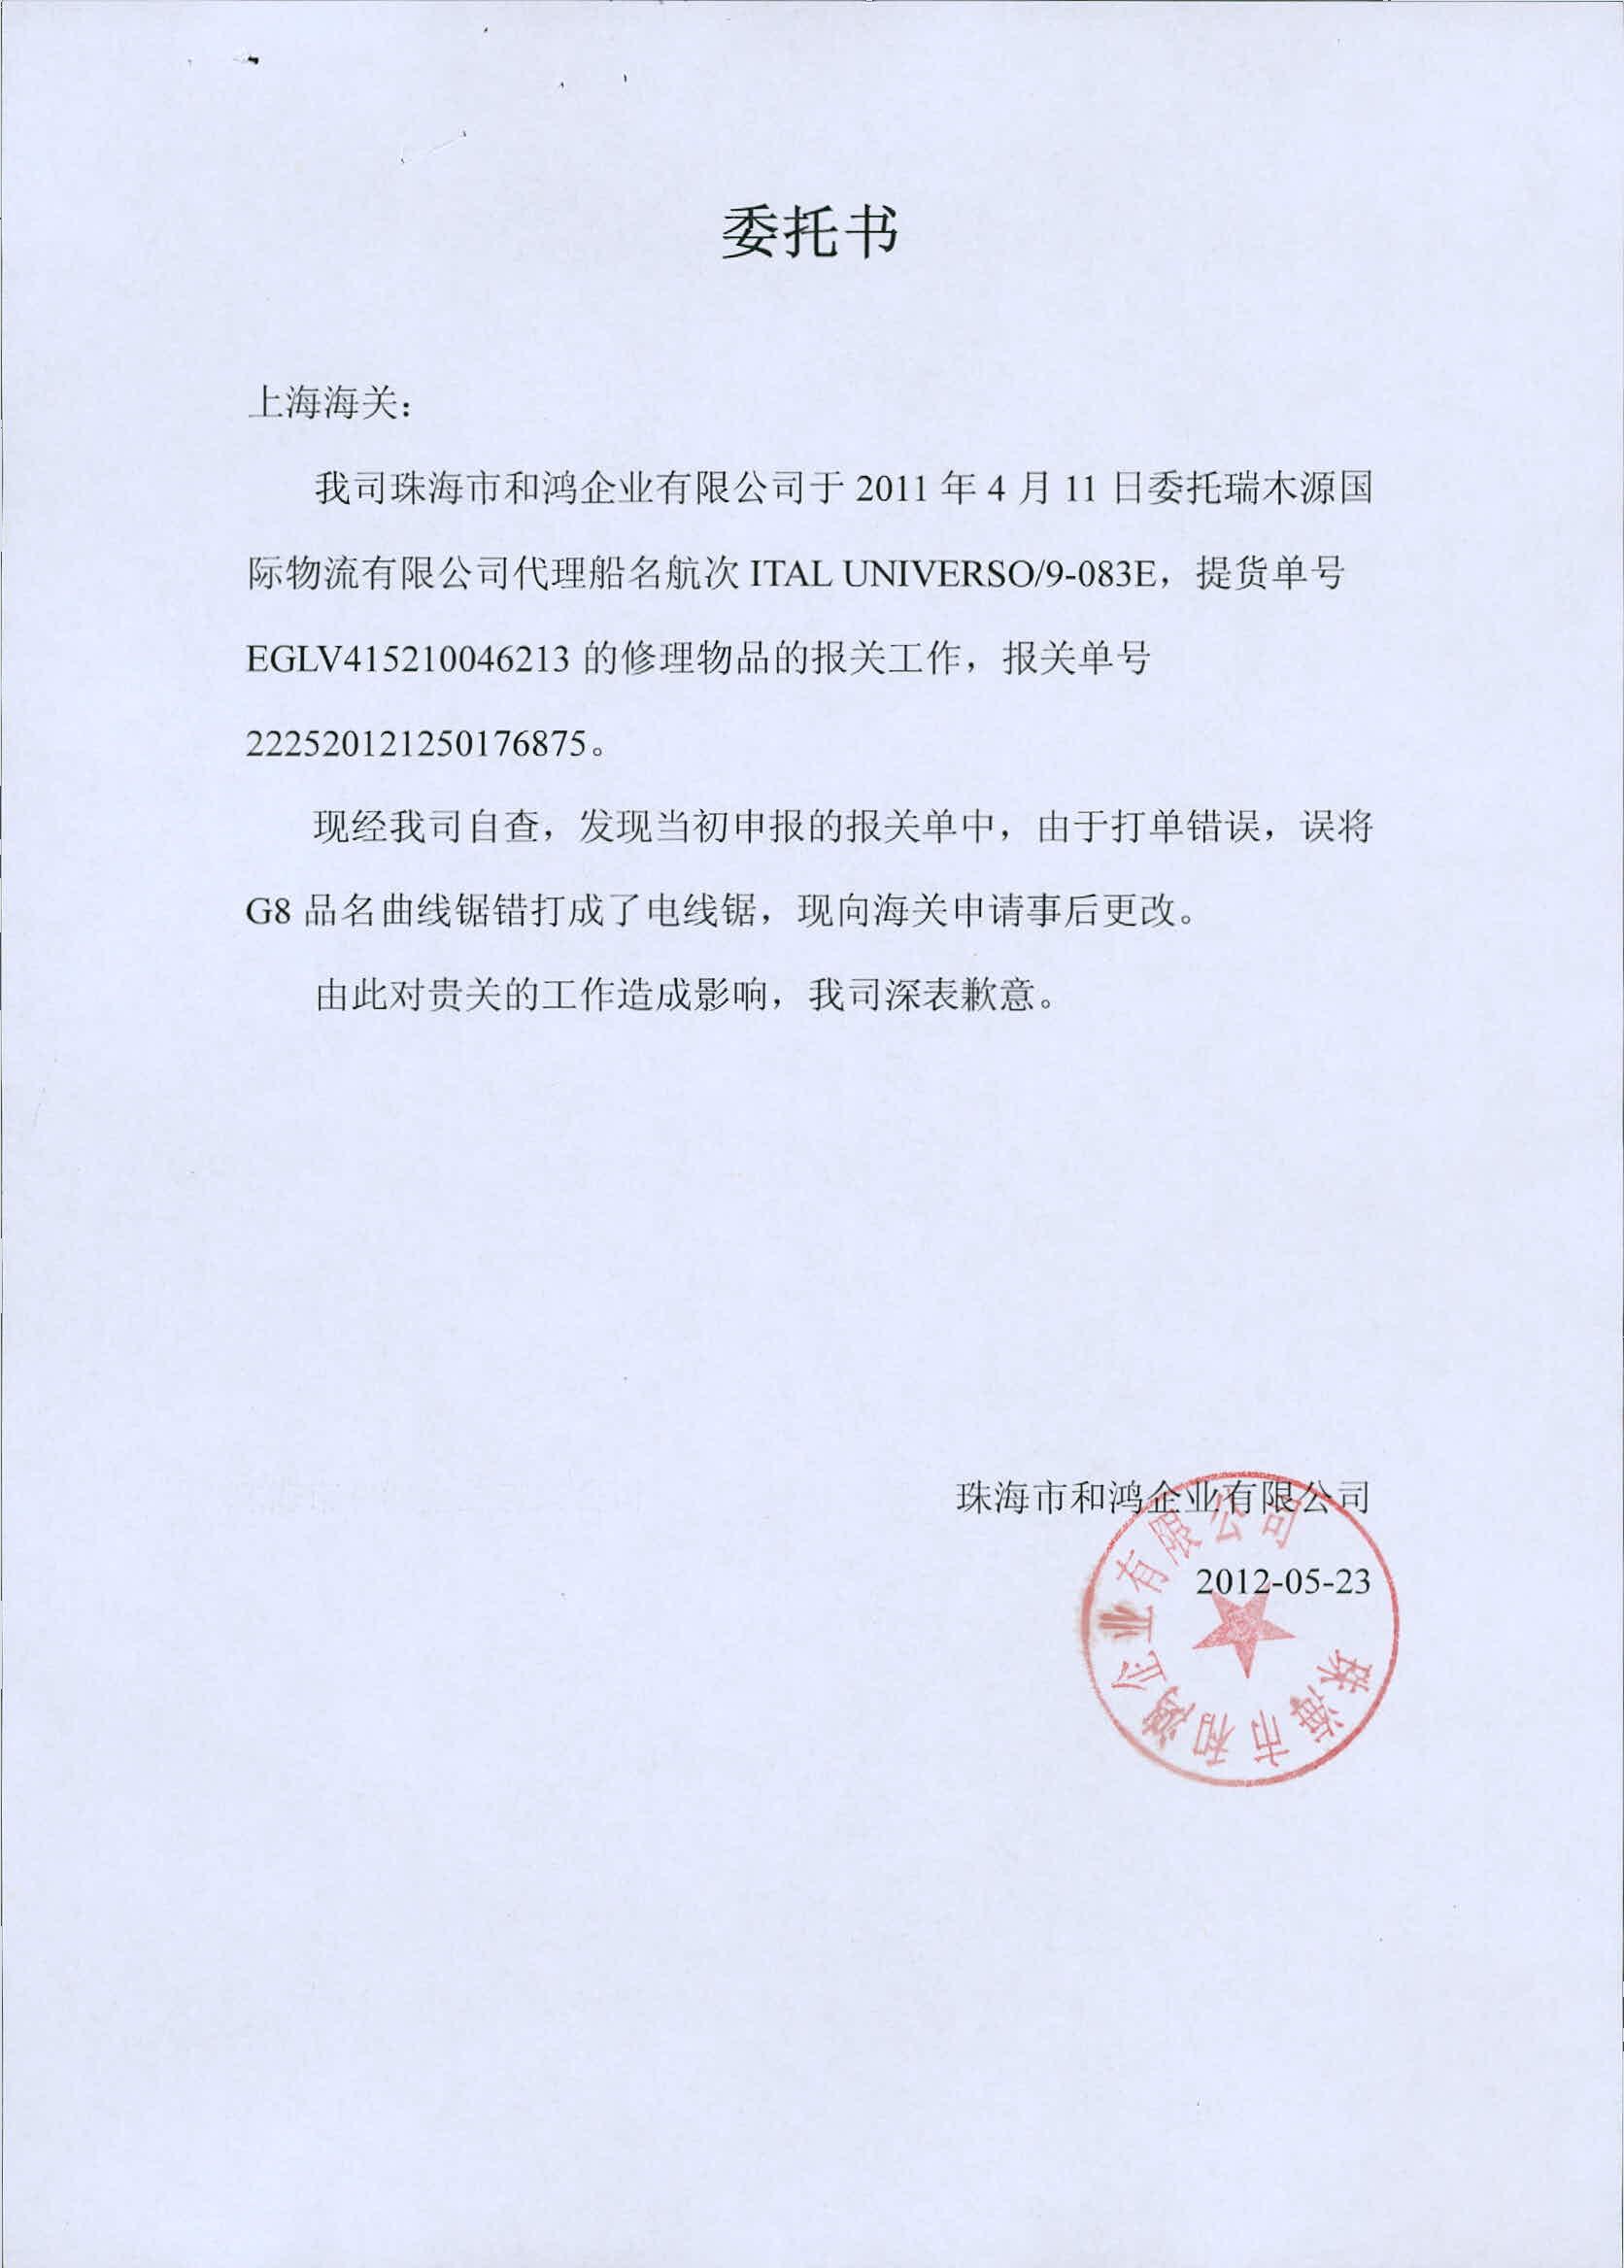 委托书
上海海关：
我司珠海市和鸿企业有限公司于 2011 年 4 月 11 日委托瑞木源国
际物流有限公司代理船名航次 ITAL UNIVERSO/9-083E，提货单号
EGLV415210046213 的修理物品的报关工作，报关单号
222520121250176875。
现经我司自查，发现当初申报的报关单中，由于打单错误，误将
G8 品名曲线锯错打成了电线锯，现向海关申请事后更改。
由此对贵关的工作造成影响，我司深表歉意。
珠海市和鸿企业有限公司
2012-05-23
珠海市和鸿企业有限公司